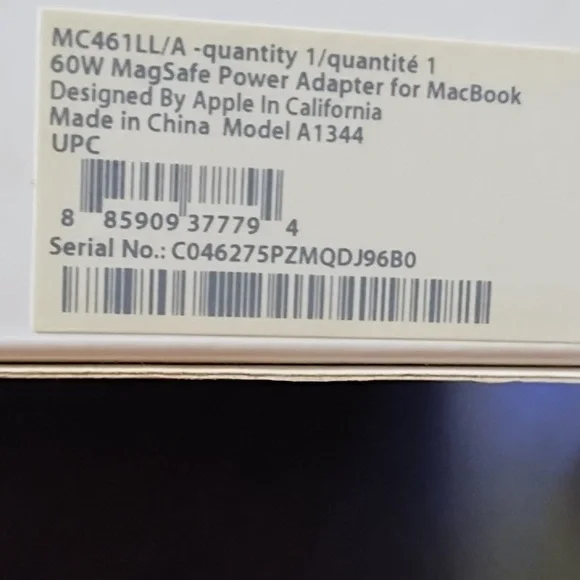 MC461LL/A -quantity 1/quantité 1
60W MagSafe Power Adapter for MacBook
Designed By Apple In California
Made in China Model A1344
UPC
8 85909 37779 4
Serial No.: C046275PZMQDJ96B0